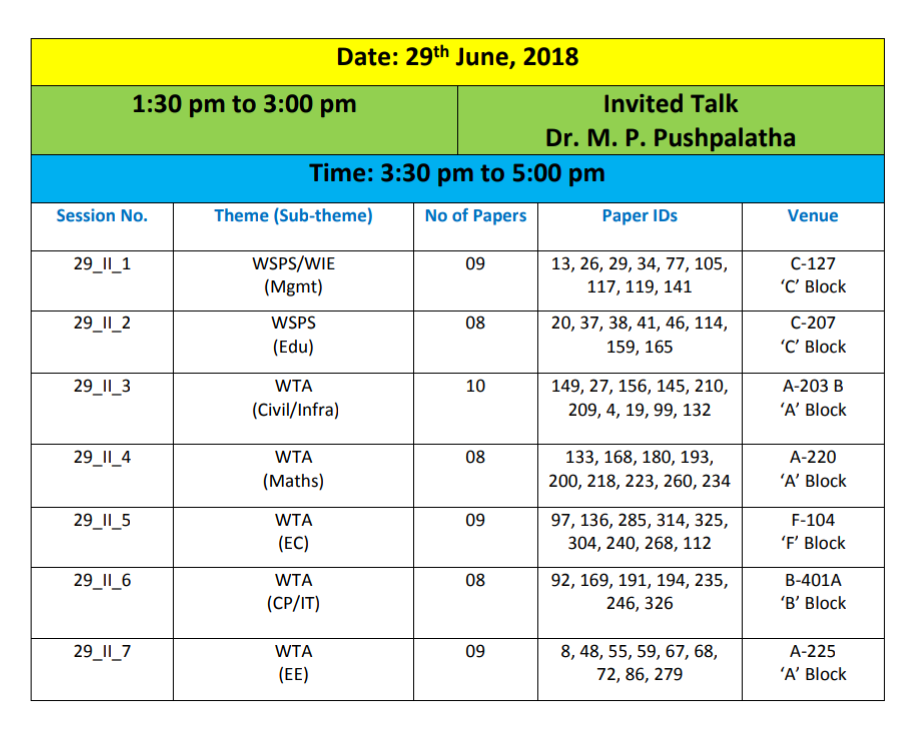 Date: 29th June, 2018
1:30 pm to 3:00 pm
Invited Talk
Dr. M. P. Pushpalatha
Time: 3:30 pm to 5:00 pm
Session No. Theme (Sub-theme) No of Papers Paper IDs Venue
29_II_1 WSPS/WIE 09 13, 26, 29, 34, 77, 105, C-127
(Mgmt) 117, 119, 141 ‘C’ Block
29_II_2 WSPS 08 20, 37, 38, 41, 46, 114, C-207
(Edu) 159, 165 ‘C’ Block
29_II_3 WTA 10 149, 27, 156, 145, 210, A-203 B
(Civil/Infra) 209, 4, 19, 99, 132 ‘A’ Block
29_II_4 WTA 08 133, 168, 180, 193, A-220
(Maths) 200, 218, 223, 260, 234 ‘A’ Block
29_II_5 WTA 09 97, 136, 285, 314, 325, F-104
(EC) 304, 240, 268, 112 ‘F’ Block
29_II_6 WTA 08 92, 169, 191, 194, 235, B-401A
(CP/IT) 246, 326 ‘B’ Block
29_II_7 WTA 09 8, 48, 55, 59, 67, 68, A-225
(EE) 72, 86, 279 ‘A’ Block